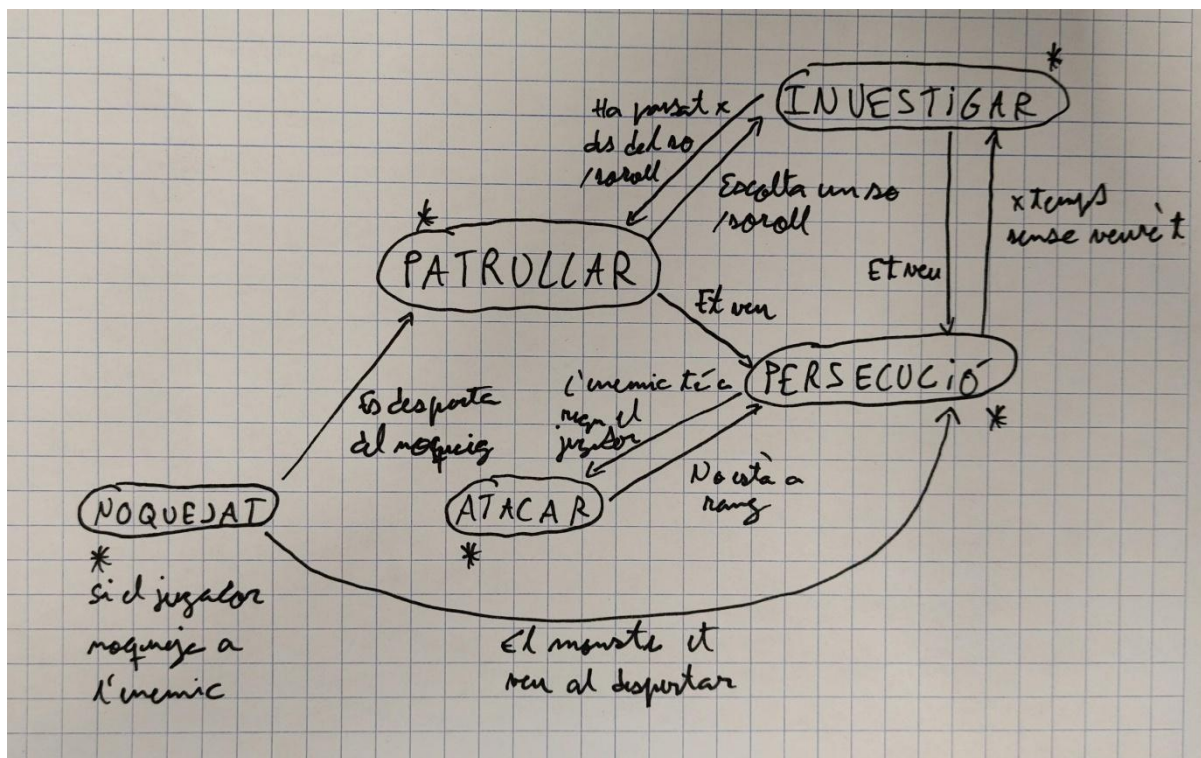 *
INVESTIGAR
Ha passat x
des del so
/soroll
Escolta un so
/soroll
x temps
sense veure't
*
PATRULLAR
Et veu
Et veu
PERSECUCIÓ
*
L'enemic té a
rang el
jugador
Es desperta
del noqueig
No està a
rang
NOQUEJAT
ATACAR
*
*
Si el jugador
noqueja a
l'enemic
El monstre et
veu al despertar